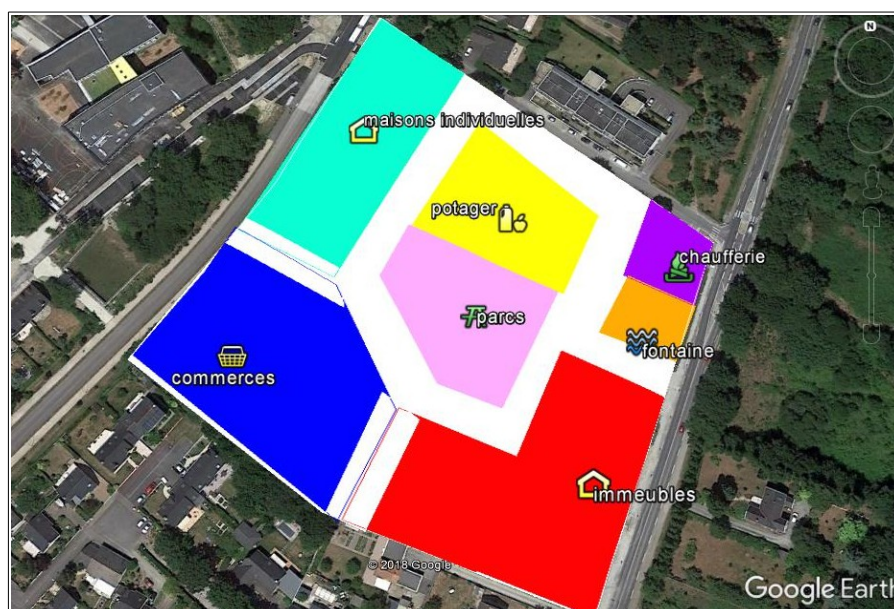 N
maisons individuelles
potager
chaufferie
parcs
fontaine
commerces
immeubles
© 2018 Google
Google Earth